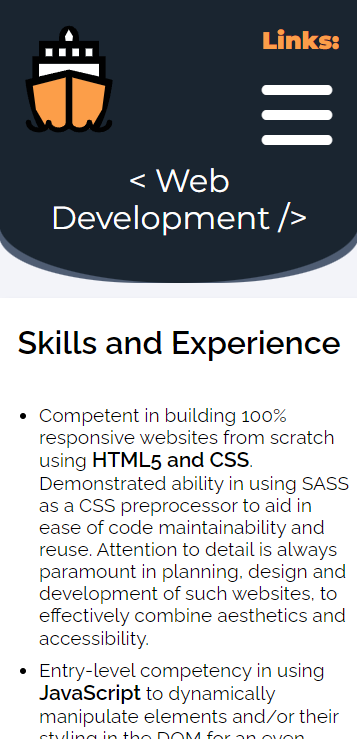 Links:
< Web
Development />
Skills and Experience
• Competent in building 100%
responsive websites from scratch
using HTML5 and CSS.
Demonstrated ability in using SASS
as a CSS preprocessor to aid in
ease of code maintainability and
reuse. Attention to detail is always
paramount in planning, design and
development of such websites, to
effectively combine aesthetics and
accessibility.
• Entry-level competency in using
JavaScript to dynamically
manipulate elements and/or their
styling in the DOM for an even